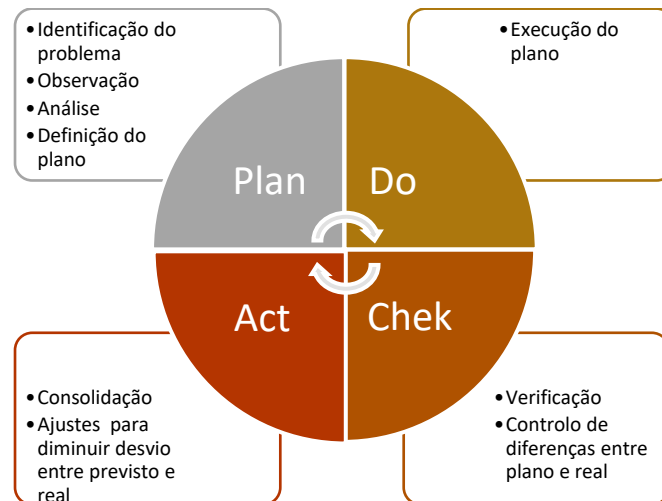 •Identificação do
problema
•Observação
•Análise
•Definição do
plano
•Execução do
plano
Plan
Do
Act
Chek
•Consolidação
•Ajustes para
diminuir desvio
entre previsto e
real
•Verificação
•Controlo de
diferenças entre
plano e real